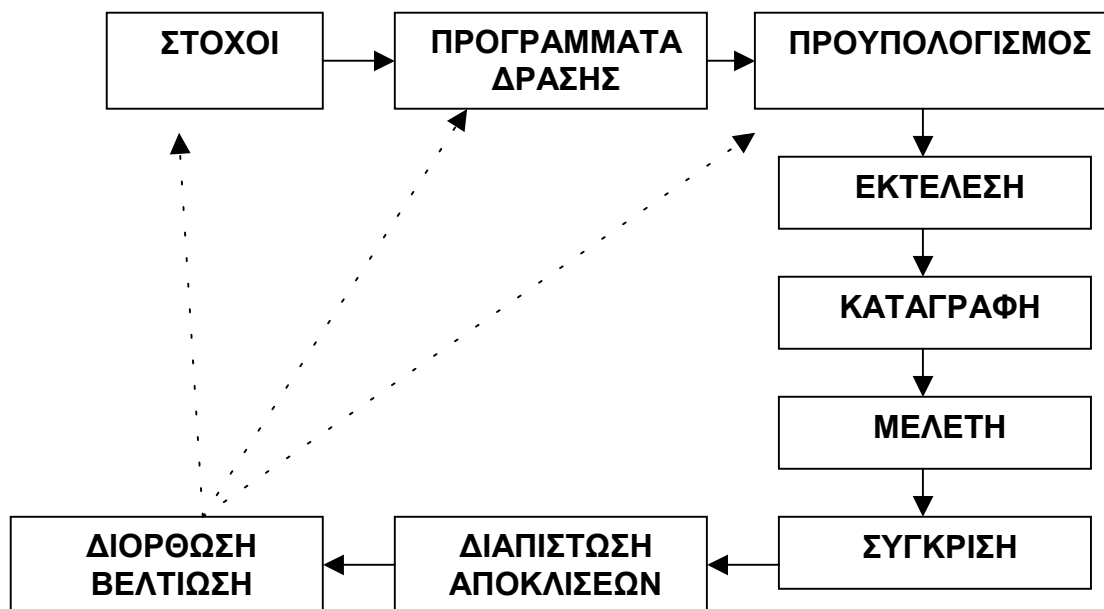 ΣΤΟΧΟΙ
ΠΡΟΓΡΑΜΜΑΤΑ
ΔΡΑΣΗΣ
ΠΡΟΥΠΟΛΟΓΙΣΜΟΣ
ΕΚΤΕΛΕΣΗ
ΚΑΤΑΓΡΑΦΗ
ΜΕΛΕΤΗ
ΣΥΓΚΡΙΣΗ
ΔΙΑΠΙΣΤΩΣΗ
ΑΠΟΚΛΙΣΕΩΝ
ΔΙΟΡΘΩΣΗ
ΒΕΛΤΙΩΣΗ